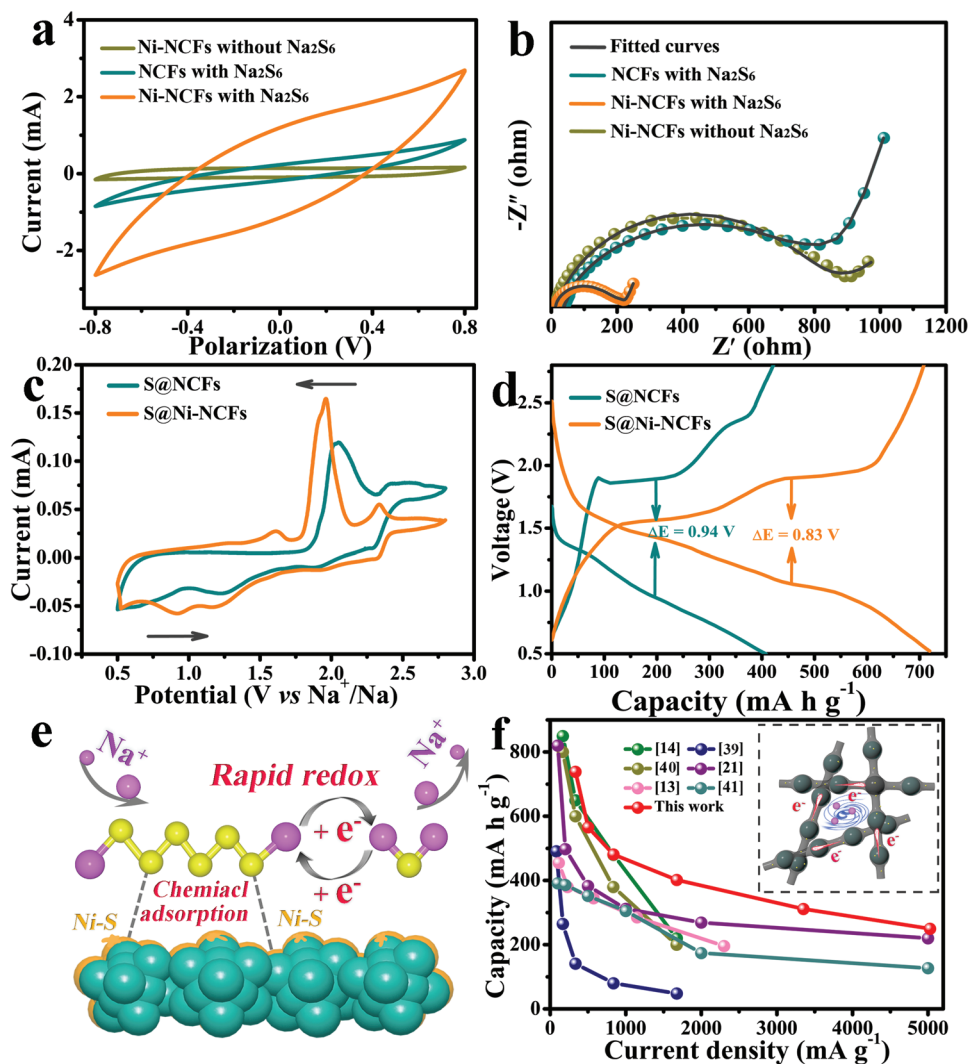 a
Ni-NCFs without Na₂S₆
NCFs with Na₂S₆
Ni-NCFs with Na₂S₆
Current (mA)
4
2
0
-2
-0.8
-0.4
0.0
0.4
0.8
Polarization (V)
b
Fitted curves
NCFs with Na₂S₆
Ni-NCFs with Na₂S₆
Ni-NCFs without Na₂S₆
-Z″ (ohm)
0
200
400
600
800
1000
1200
Z′ (ohm)
c
S@NCFs
S@Ni-NCFs
Current (mA)
0.20
0.15
0.10
0.05
0.00
-0.05
-0.10
0.5
1.0
1.5
2.0
2.5
3.0
Potential (V vs Na⁺/Na)
d
S@NCFs
S@Ni-NCFs
Voltage (V)
2.5
2.0
1.5
1.0
0.5
ΔE = 0.94 V
ΔE = 0.83 V
0
100
200
300
400
500
600
700
Capacity (mA h g⁻¹)
e
Na⁺
Na⁺
Rapid redox
+ e⁻
+ e⁻
Chemiacl
adsorption
Ni-S
Ni-S
f
[14]
[39]
[40]
[21]
[13]
[41]
This work
e⁻
e⁻
e⁻
e⁻
Capacity (mA h g⁻¹)
800
600
400
200
0
0
1000
2000
3000
4000
5000
Current density (mA g⁻¹)